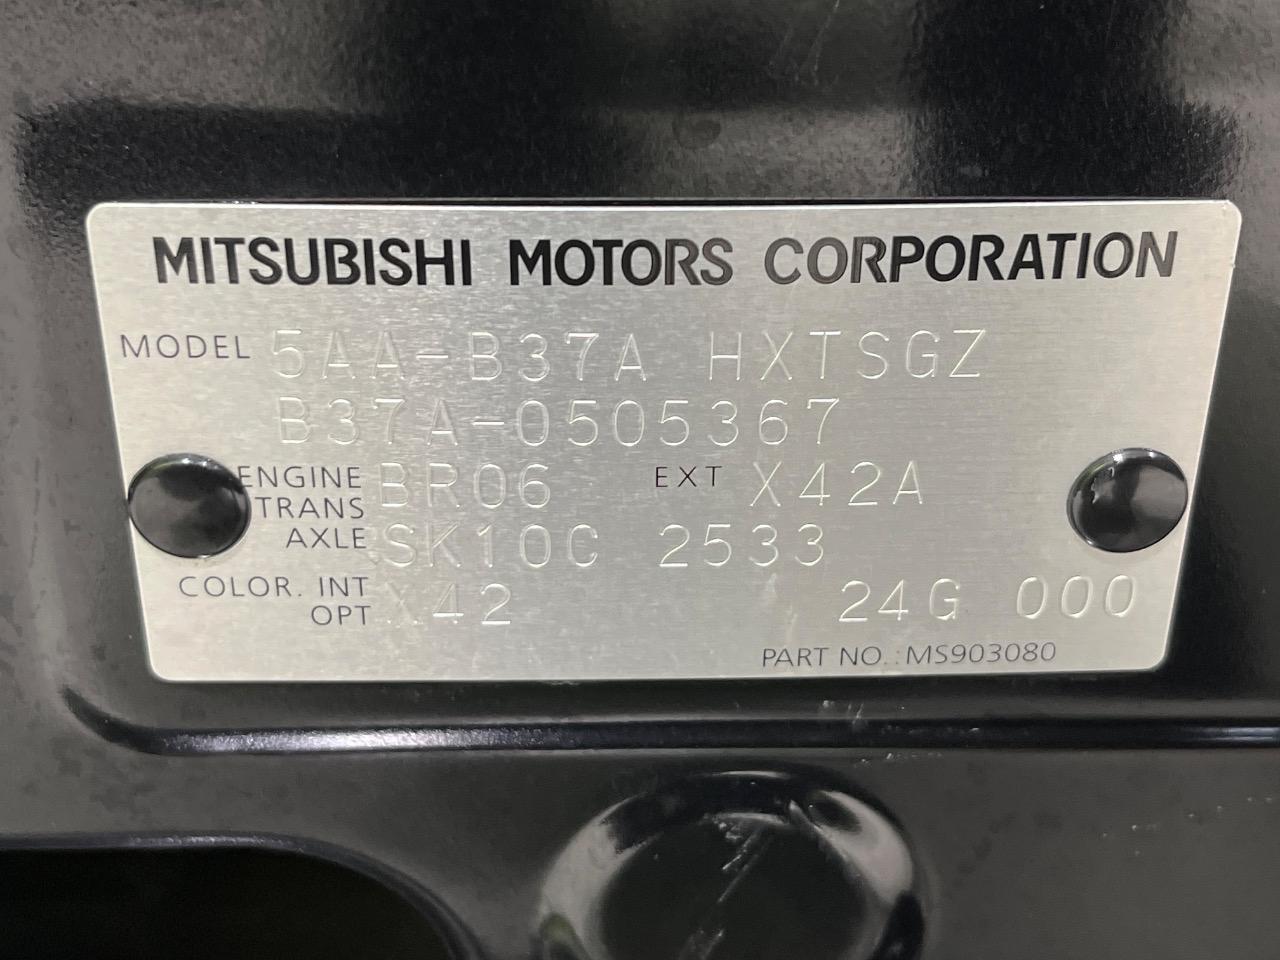 MITSUBISHI MOTORS CORPORATION
MODEL 5AA-B37A HXTSGZ
B37A-0505367
ENGINE BR06 EXT X42A
TRANS
AXLE SK10C 2533
COLOR. INT
OPT X42 24G 000
PART NO.:MS903080